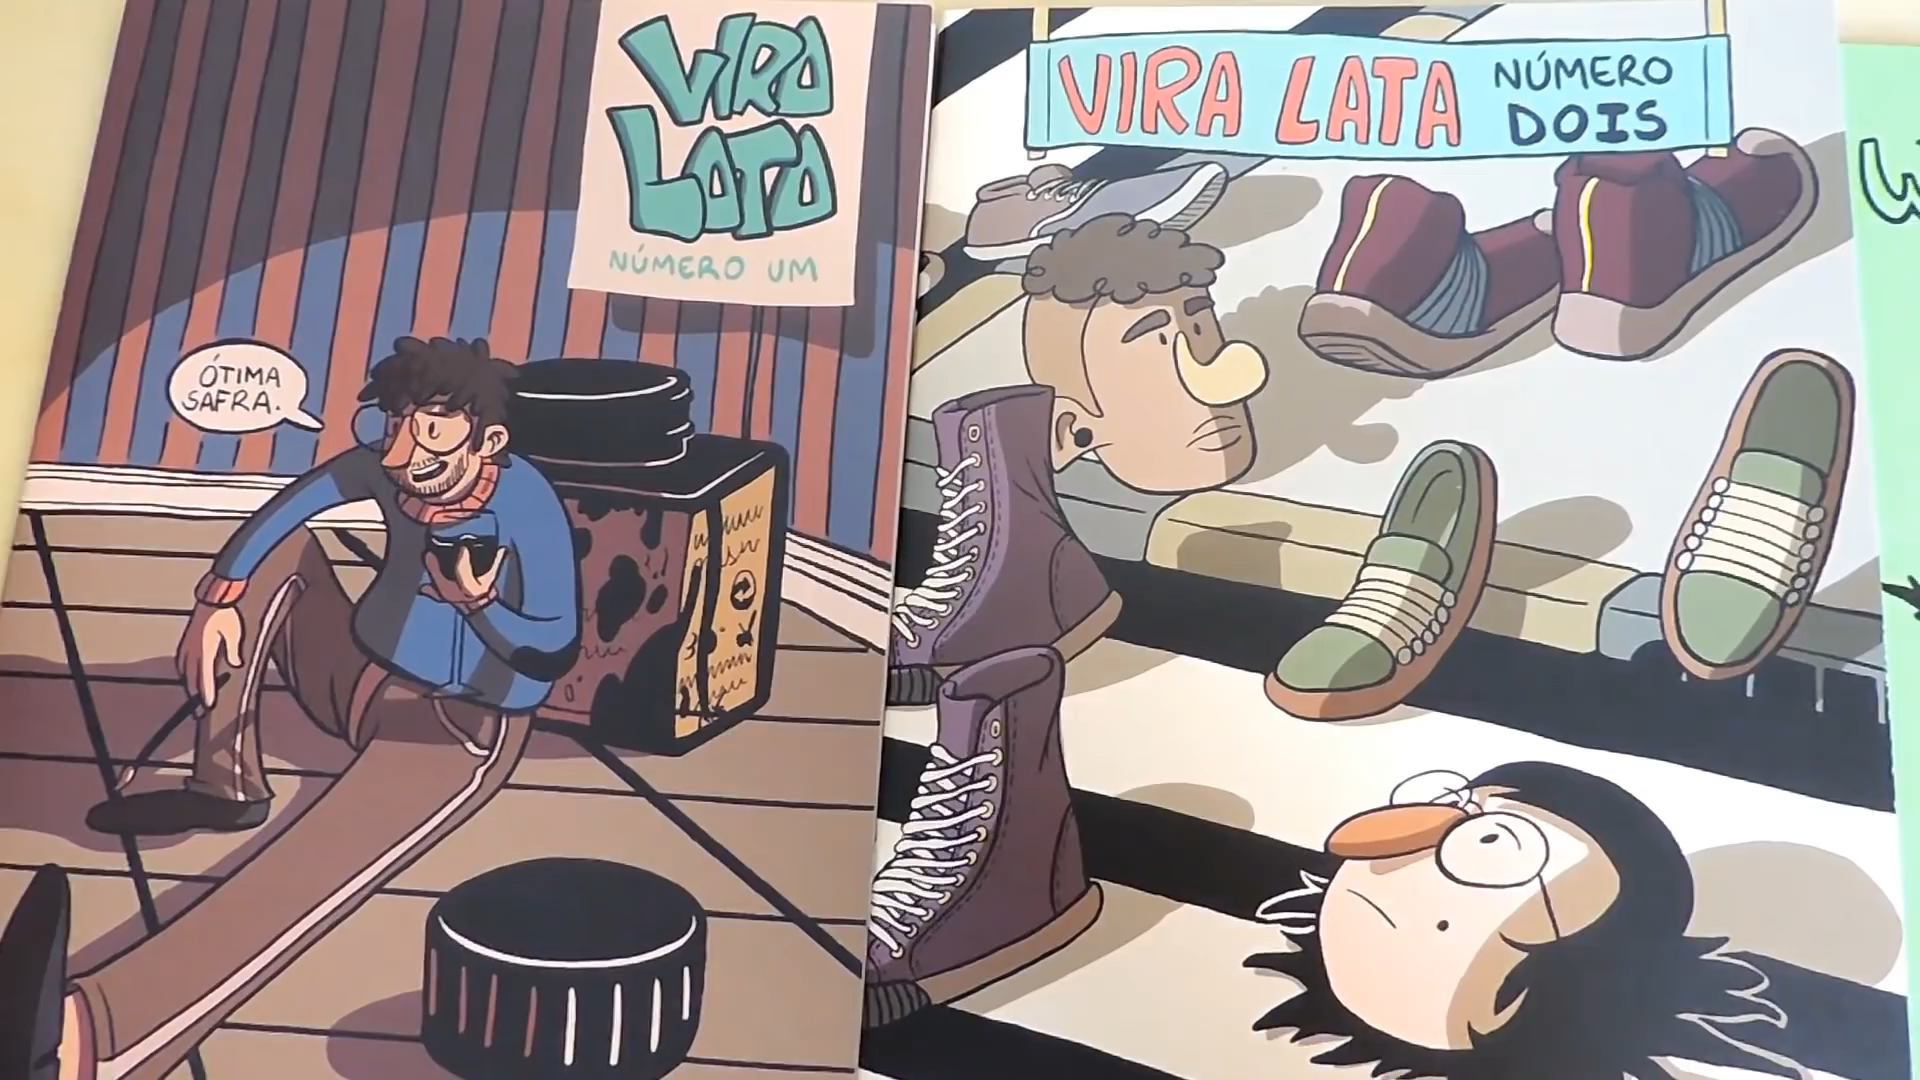 VIRA
LATA
NÚMERO UM
ÓTIMA
SAFRA.
VIRA LATA NÚMERO
DOIS